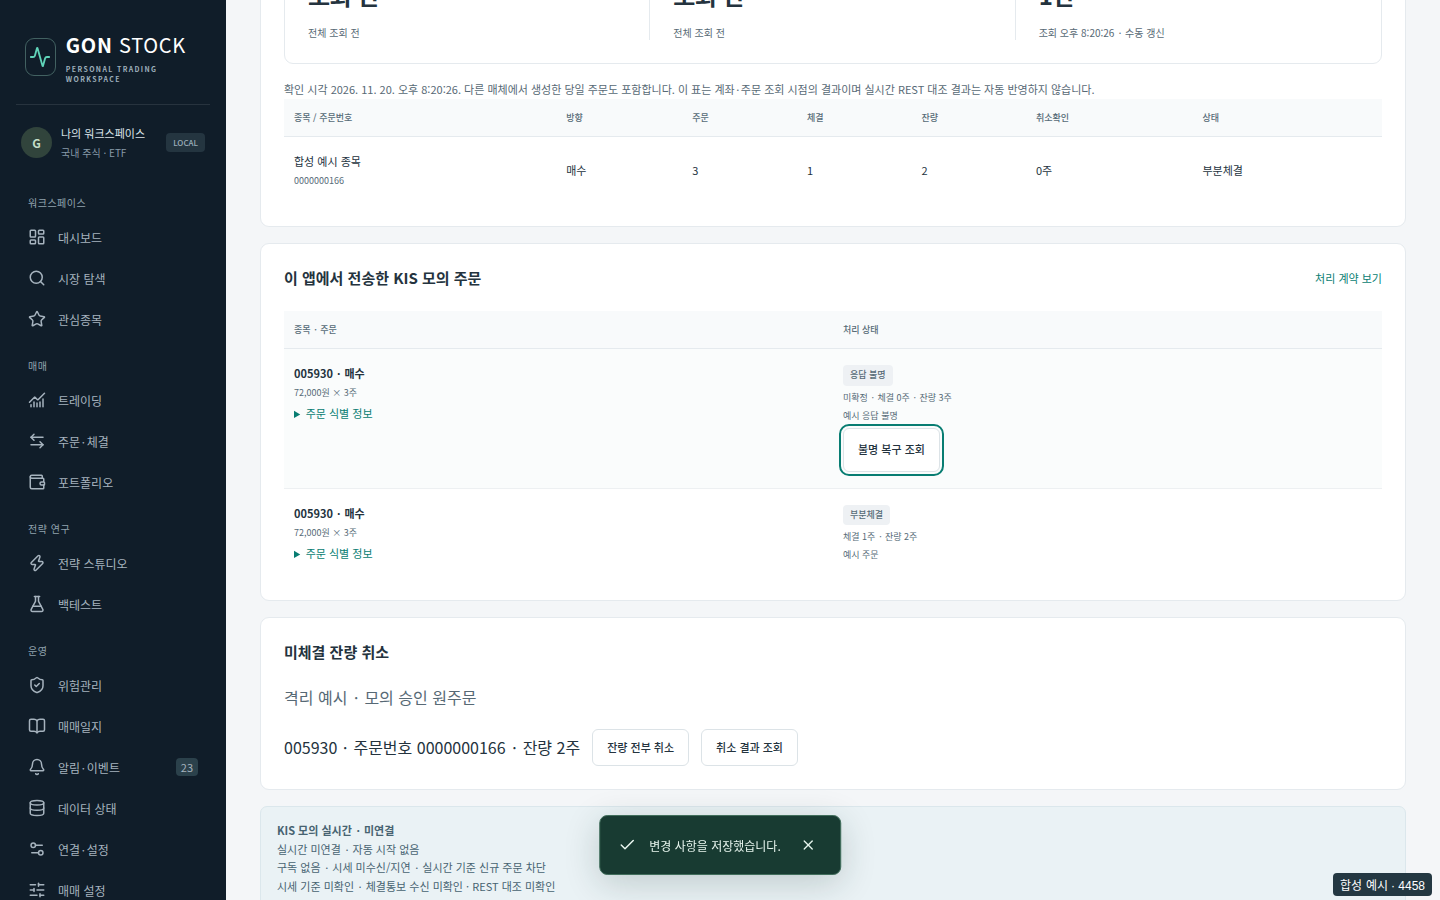 GON STOCK
PERSONAL TRADING
WORKSPACE
G
나의 워크스페이스
국내 주식 · ETF
LOCAL
워크스페이스
대시보드
시장 탐색
관심종목
매매
트레이딩
주문·체결
포트폴리오
전략 연구
전략 스튜디오
백테스트
운영
위험관리
매매일지
알림·이벤트
23
데이터 상태
연결·설정
매매 설정
전체 조회 전
전체 조회 전
조회 오후 8:20:26 · 수동 갱신
확인 시각 2026. 11. 20. 오후 8:20:26. 다른 매체에서 생성한 당일 주문도 포함합니다. 이 표는 계좌·주문 조회 시점의 결과이며 실시간 REST 대조 결과는 자동 반영하지 않습니다.
종목 / 주문번호 방향 주문 체결 잔량 취소확인 상태
합성 예시 종목
0000000166
매수 3 1 2 0주 부분체결
이 앱에서 전송한 KIS 모의 주문
처리 계약 보기
종목 · 주문 처리 상태
005930 · 매수
72,000원 × 3주
▶ 주문 식별 정보
응답 불명
미확정 · 체결 0주 · 잔량 3주
예시 응답 불명
불명 복구 조회
005930 · 매수
72,000원 × 3주
▶ 주문 식별 정보
부분체결
체결 1주 · 잔량 2주
예시 주문
미체결 잔량 취소
격리 예시 · 모의 승인 원주문
005930 · 주문번호 0000000166 · 잔량 2주
잔량 전부 취소
취소 결과 조회
KIS 모의 실시간 · 미연결
실시간 미연결 · 자동 시작 없음
구독 없음 · 시세 미수신/지연 · 실시간 기준 신규 주문 차단
시세 기준 미확인 · 체결통보 수신 미확인 · REST 대조 미확인
변경 사항을 저장했습니다.
합성 예시 · 4458